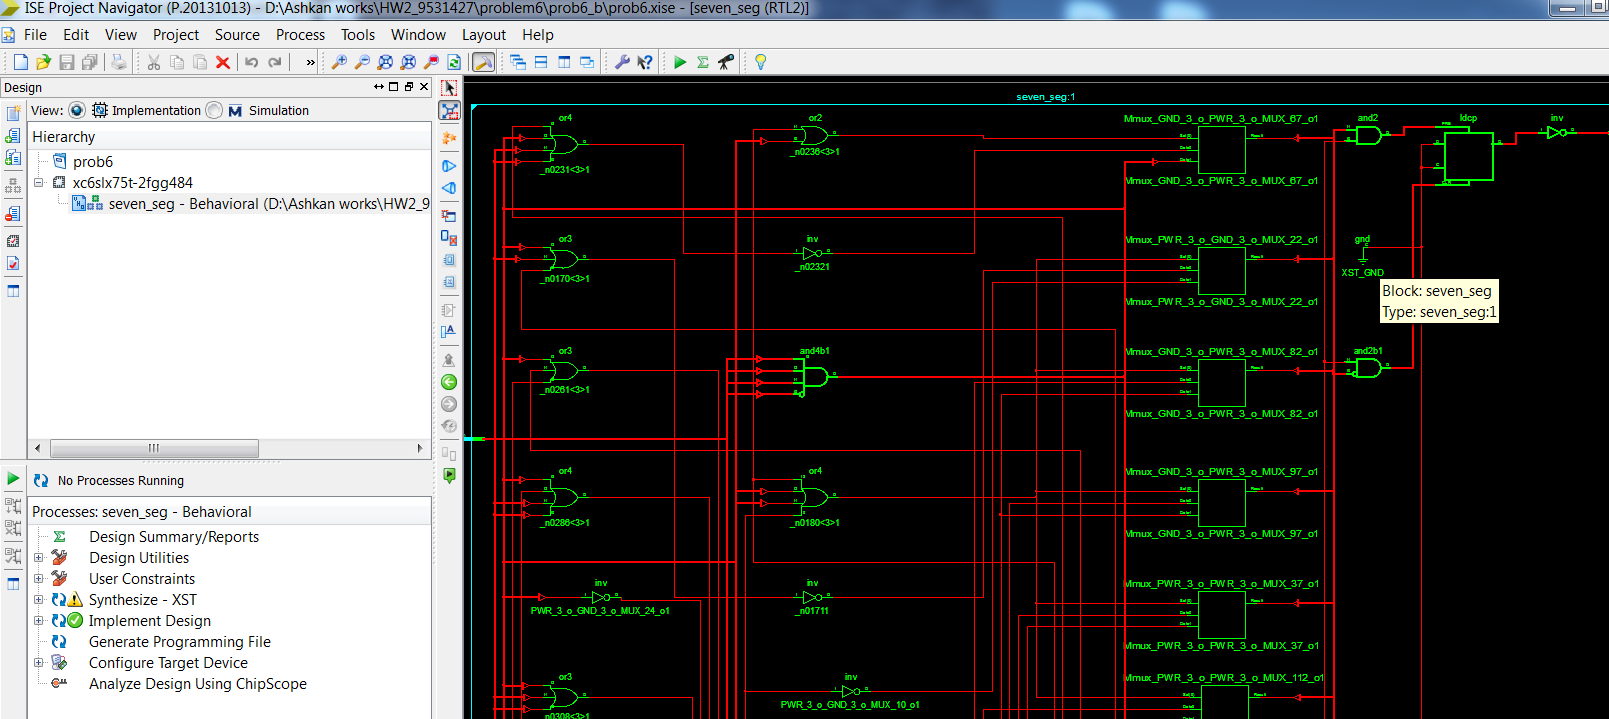 ISE Project Navigator (P.20131013) - D:\Ashkan works\HW2_9531427\problem6\prob6_b\prob6.xise - [seven_seg (RTL2)]
File Edit View Project Source Process Tools Window Layout Help
Design
View: Implementation Simulation
Hierarchy
prob6
xc6slx75t-2fgg484
seven_seg - Behavioral (D:\Ashkan works\HW2_9
No Processes Running
Processes: seven_seg - Behavioral
Design Summary/Reports
Design Utilities
User Constraints
Synthesize - XST
Implement Design
Generate Programming File
Configure Target Device
Analyze Design Using ChipScope
seven_seg:1
or4
_n0231<3>1
or3
_n0170<3>1
or3
_n0261<3>1
or4
_n0286<3>1
inv
PWR_3_o_GND_3_o_MUX_24_o1
or3
_n0308<3>1
or2
_n0236<3>1
inv
_n02321
and4b1
or4
_n0180<3>1
inv
_n01711
inv
PWR_3_o_GND_3_o_MUX_10_o1
Mmux_GND_3_o_PWR_3_o_MUX_67_o1
Mmux_GND_3_o_PWR_3_o_MUX_67_o1
Mmux_PWR_3_o_GND_3_o_MUX_22_o1
Mmux_PWR_3_o_GND_3_o_MUX_22_o1
Mmux_GND_3_o_PWR_3_o_MUX_82_o1
Mmux_GND_3_o_PWR_3_o_MUX_82_o1
Mmux_GND_3_o_PWR_3_o_MUX_97_o1
Mmux_GND_3_o_PWR_3_o_MUX_97_o1
Mmux_PWR_3_o_PWR_3_o_MUX_37_o1
Mmux_PWR_3_o_PWR_3_o_MUX_37_o1
Mmux_PWR_3_o_PWR_3_o_MUX_112_o1
and2
ldcp
inv
gnd
XST_GND
Block: seven_seg
Type: seven_seg:1
and2b1